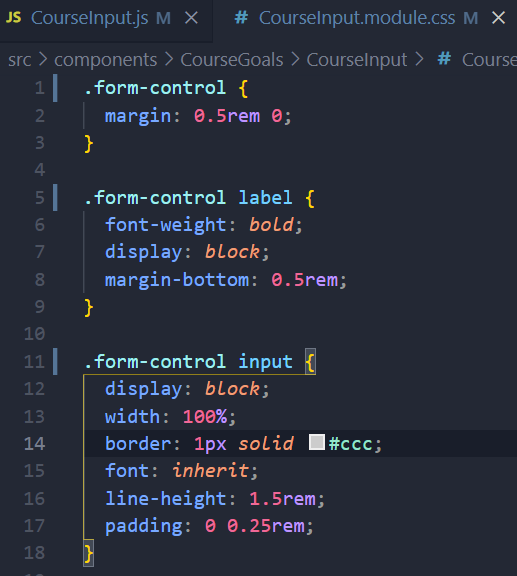 JS CourseInput.js M × # CourseInput.module.css M ×
src > components > CourseGoals > CourseInput > # Course
1 .form-control {
2 margin: 0.5rem 0;
3 }
4
5 .form-control label {
6 font-weight: bold;
7 display: block;
8 margin-bottom: 0.5rem;
9 }
10
11 .form-control input {
12 display: block;
13 width: 100%;
14 border: 1px solid #ccc;
15 font: inherit;
16 line-height: 1.5rem;
17 padding: 0 0.25rem;
18 }